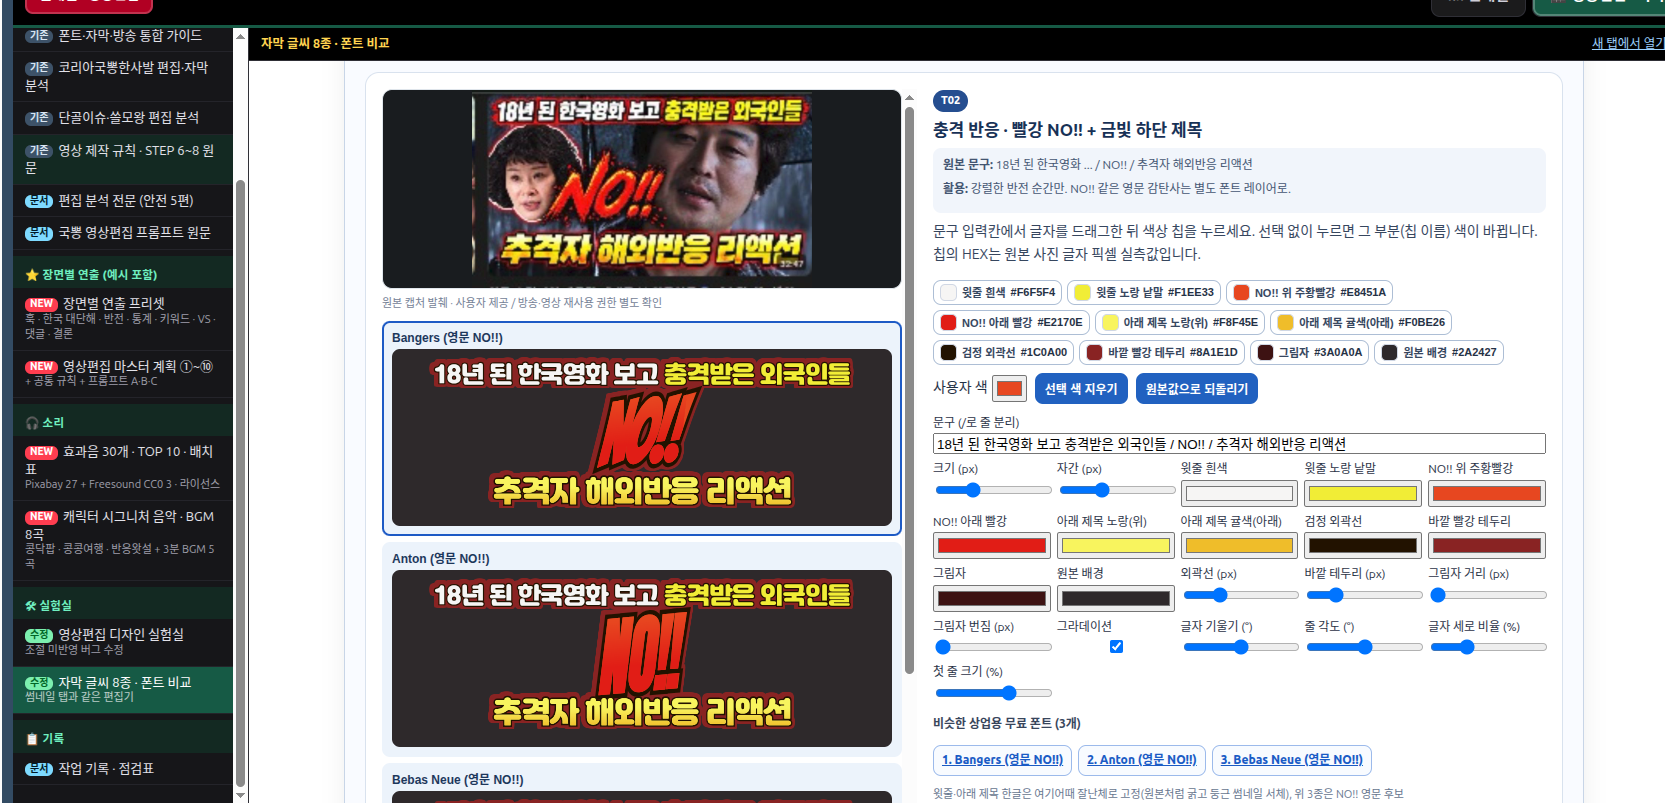 기존 폰트·자막·방송 통합 가이드
기존 코리아국뽕한사발 편집·자막
분석
기존 단골이슈·쓸모왕 편집 분석
기존 영상 제작 규칙 · STEP 6~8 원
문
문서 편집 분석 전문 (안전 5편)
문서 국뽕 영상편집 프롬프트 원문
⭐ 장면별 연출 (예시 포함)
NEW 장면별 연출 프리셋
훅 · 한국 대단해 · 반전 · 통계 · 키워드 · VS ·
댓글 · 결론
NEW 영상편집 마스터 계획 ①~⑩
+ 공통 규칙 + 프롬프트 A·B·C
🎧 소리
NEW 효과음 30개 · TOP 10 · 배치
표
Pixabay 27 + Freesound CC0 3 · 라이선스
NEW 캐릭터 시그니처 음악 · BGM
8곡
콩닥팝 · 콩콩여행 · 반응왓설 + 3분 BGM 5
곡
🛠 실험실
수정 영상편집 디자인 실험실
조절 미반영 버그 수정
수정 자막 글씨 8종 · 폰트 비교
썸네일 탭과 같은 편집기
📋 기록
문서 작업 기록 · 점검표
자막 글씨 8종 · 폰트 비교
새 탭에서 열기
18년 된 한국영화 보고 충격받은 외국인들
NO!!
추격자 해외반응 리액션
32:47
원본 캡처 발췌 · 사용자 제공 / 방송·영상 재사용 권한 별도 확인
Bangers (영문 NO!!)
18년 된 한국영화 보고 충격받은 외국인들
NO!!
추격자 해외반응 리액션
Anton (영문 NO!!)
18년 된 한국영화 보고 충격받은 외국인들
NO!!
추격자 해외반응 리액션
Bebas Neue (영문 NO!!)
T02
충격 반응 · 빨강 NO!! + 금빛 하단 제목
원본 문구: 18년 된 한국영화 ... / NO!! / 추격자 해외반응 리액션
활용: 강렬한 반전 순간만. NO!! 같은 영문 감탄사는 별도 폰트 레이어로.
문구 입력칸에서 글자를 드래그한 뒤 색상 칩을 누르세요. 선택 없이 누르면 그 부분(칩 이름) 색이 바뀝니다.
칩의 HEX는 원본 사진 글자 픽셀 실측값입니다.
윗줄 흰색 #F6F5F4 윗줄 노랑 낱말 #F1EE33 NO!! 위 주황빨강 #E8451A
NO!! 아래 빨강 #E2170E 아래 제목 노랑(위) #F8F45E 아래 제목 귤색(아래) #F0BE26
검정 외곽선 #1C0A00 바깥 빨강 테두리 #8A1E1D 그림자 #3A0A0A 원본 배경 #2A2427
사용자 색 선택 색 지우기 원본값으로 되돌리기
문구 (/로 줄 분리)
18년 된 한국영화 보고 충격받은 외국인들 / NO!! / 추격자 해외반응 리액션
크기 (px) 자간 (px) 윗줄 흰색 윗줄 노랑 낱말 NO!! 위 주황빨강
NO!! 아래 빨강 아래 제목 노랑(위) 아래 제목 귤색(아래) 검정 외곽선 바깥 빨강 테두리
그림자 원본 배경 외곽선 (px) 바깥 테두리 (px) 그림자 거리 (px)
그림자 번짐 (px) 그라데이션 글자 기울기 (°) 줄 각도 (°) 글자 세로 비율 (%)
첫 줄 크기 (%)
비슷한 상업용 무료 폰트 (3개)
1. Bangers (영문 NO!!) 2. Anton (영문 NO!!) 3. Bebas Neue (영문 NO!!)
윗줄·아래 제목 한글은 여기어때 잘난체로 고정(원본처럼 굵고 둥근 썸네일 서체), 위 3종은 NO!! 영문 후보